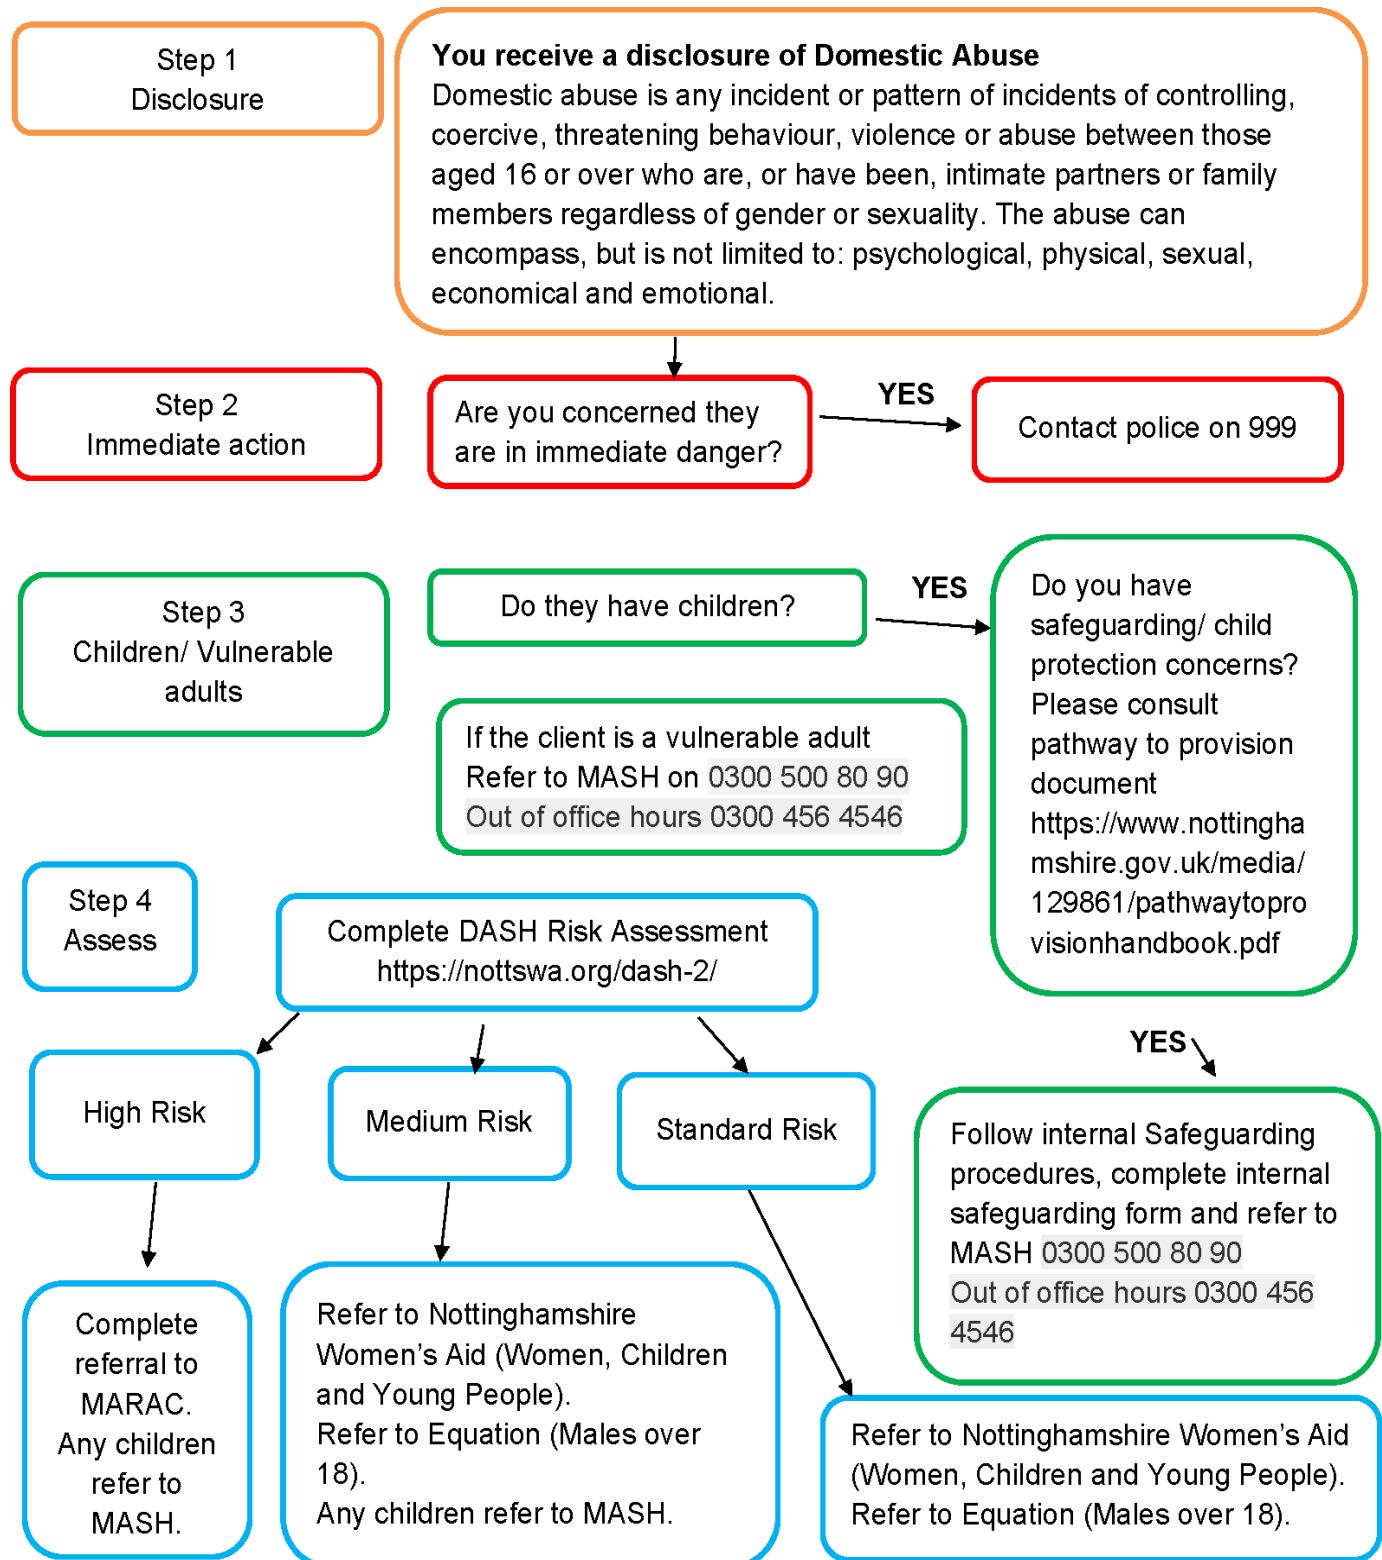 Step 1
Disclosure
You receive a disclosure of Domestic Abuse
Domestic abuse is any incident or pattern of incidents of controlling,
coercive, threatening behaviour, violence or abuse between those
aged 16 or over who are, or have been, intimate partners or family
members regardless of gender or sexuality. The abuse can
encompass, but is not limited to: psychological, physical, sexual,
economical and emotional.
Step 2
Immediate action
Are you concerned they
are in immediate danger?
YES
Contact police on 999
Step 3
Children/ Vulnerable
adults
Do they have children?
YES
Do you have
safeguarding/ child
protection concerns?
Please consult
pathway to provision
document
https://www.nottingha
mshire.gov.uk/media/
129861/pathwaytopro
visionhandbook.pdf
If the client is a vulnerable adult
Refer to MASH on 0300 500 80 90
Out of office hours 0300 456 4546
YES
Follow internal Safeguarding
procedures, complete internal
safeguarding form and refer to
MASH 0300 500 80 90
Out of office hours 0300 456
4546
Step 4
Assess
Complete DASH Risk Assessment
https://nottswa.org/dash-2/
High Risk
Medium Risk
Standard Risk
Complete
referral to
MARAC.
Any children
refer to
MASH.
Refer to Nottinghamshire
Women’s Aid (Women, Children
and Young People).
Refer to Equation (Males over
18).
Any children refer to MASH.
Refer to Nottinghamshire Women’s Aid
(Women, Children and Young People).
Refer to Equation (Males over 18).